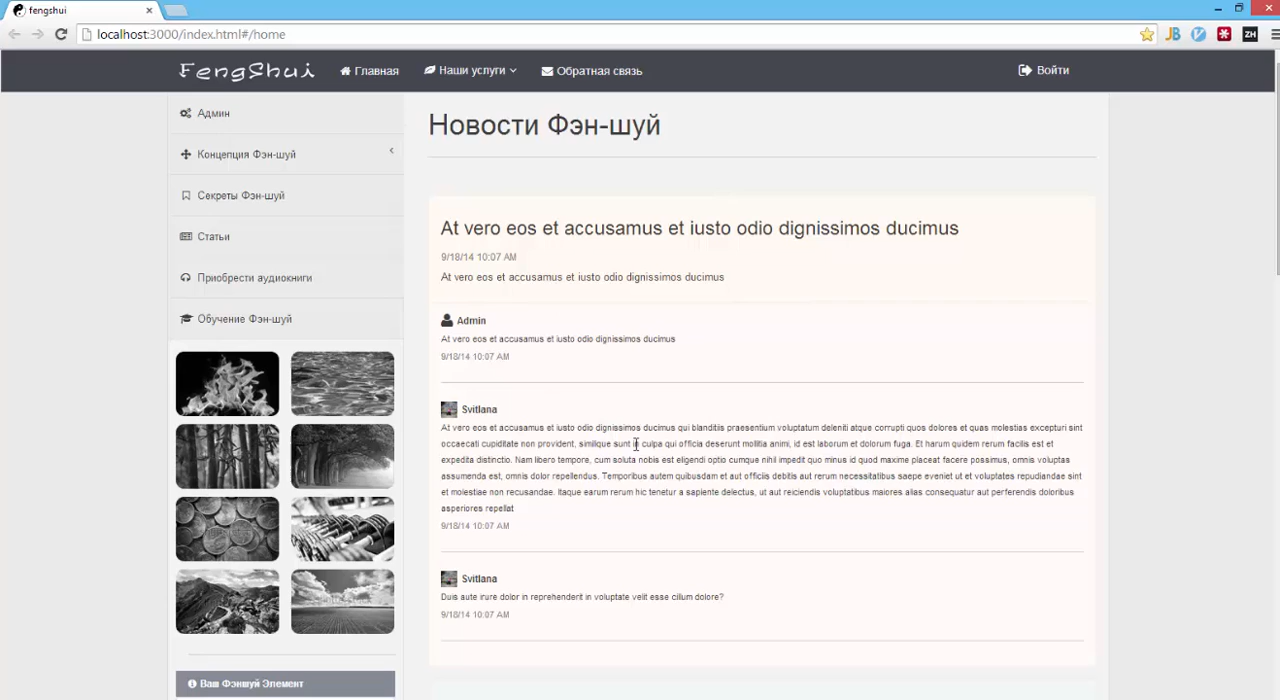 fengshui
localhost:3000/index.html#/home
JB
ZH
FengShui
Главная
Наши услуги
Обратная связь
Войти
Админ
Концепция Фэн-шуй
Секреты Фэн-шуй
Статьи
Приобрести аудиокниги
Обучение Фэн-шуй
Ваш Фэншуй Элемент
Новости Фэн-шуй
At vero eos et accusamus et iusto odio dignissimos ducimus
9/18/14 10:07 AM
At vero eos et accusamus et iusto odio dignissimos ducimus
Admin
At vero eos et accusamus et iusto odio dignissimos ducimus
9/18/14 10:07 AM
Svitlana
At vero eos et accusamus et iusto odio dignissimos ducimus qui blanditiis praesentium voluptatum deleniti atque corrupti quos dolores et quas molestias excepturi sint
occaecati cupiditate non provident, similique sunt in culpa qui officia deserunt mollitia animi, id est laborum et dolorum fuga. Et harum quidem rerum facilis est et
expedita distinctio. Nam libero tempore, cum soluta nobis est eligendi optio cumque nihil impedit quo minus id quod maxime placeat facere possimus, omnis voluptas
assumenda est, omnis dolor repellendus. Temporibus autem quibusdam et aut officiis debitis aut rerum necessitatibus saepe eveniet ut et voluptates repudiandae sint
et molestiae non recusandae. Itaque earum rerum hic tenetur a sapiente delectus, ut aut reiciendis voluptatibus maiores alias consequatur aut perferendis doloribus
asperiores repellat
9/18/14 10:07 AM
Svitlana
Duis aute irure dolor in reprehenderit in voluptate velit esse cillum dolore?
9/18/14 10:07 AM